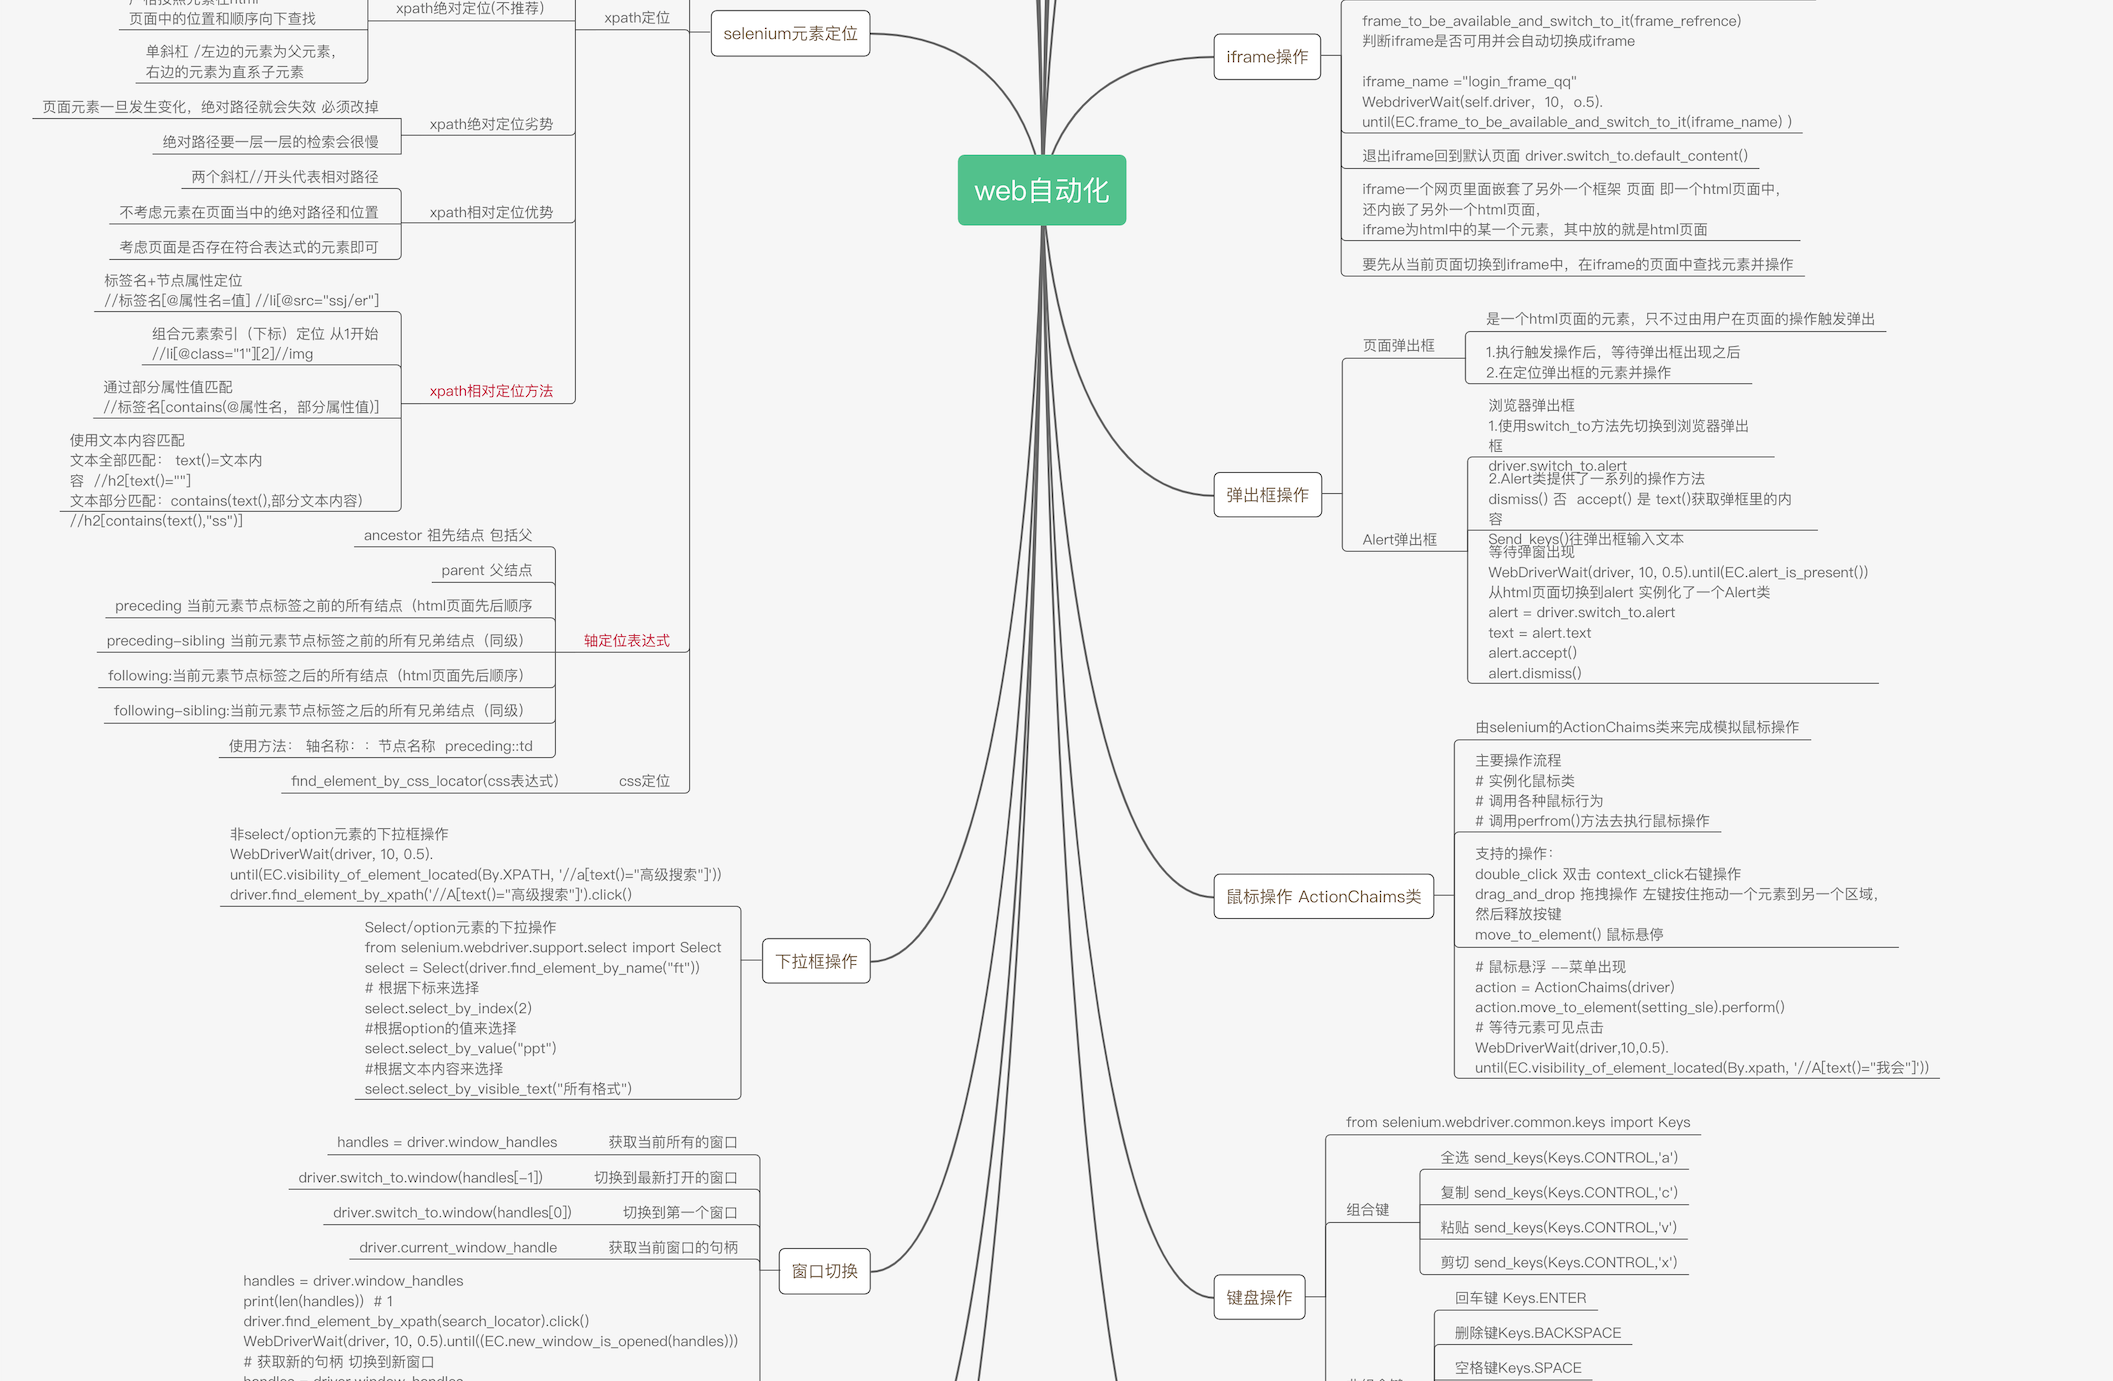 web自动化
selenium元素定位
xpath定位
xpath绝对定位(不推荐)
页面中的位置和顺序向下查找
单斜杠 /左边的元素为父元素，
右边的元素为直系子元素
xpath绝对定位劣势
页面元素一旦发生变化，绝对路径就会失效 必须改掉
绝对路径要一层一层的检索会很慢
xpath相对定位优势
两个斜杠//开头代表相对路径
不考虑元素在页面当中的绝对路径和位置
考虑页面是否存在符合表达式的元素即可
xpath相对定位方法
标签名+节点属性定位
//标签名[@属性名=值] //li[@src="ssj/er"]
组合元素索引（下标）定位 从1开始
//li[@class="1"][2]//img
通过部分属性值匹配
//标签名[contains(@属性名，部分属性值)]
使用文本内容匹配
文本全部匹配： text()=文本内
容  //h2[text()=""]
文本部分匹配：contains(text(),部分文本内容)
//h2[contains(text(),"ss")]
轴定位表达式
ancestor 祖先结点 包括父
parent 父结点
preceding 当前元素节点标签之前的所有结点（html页面先后顺序
preceding-sibling 当前元素节点标签之前的所有兄弟结点（同级）
following:当前元素节点标签之后的所有结点（html页面先后顺序）
following-sibling:当前元素节点标签之后的所有兄弟结点（同级）
使用方法： 轴名称：：节点名称  preceding::td
css定位
find_element_by_css_locator(css表达式)
下拉框操作
非select/option元素的下拉框操作
WebDriverWait(driver, 10, 0.5).
until(EC.visibility_of_element_located(By.XPATH, '//a[text()="高级搜索"]'))
driver.find_element_by_xpath('//A[text()="高级搜索"]').click()
Select/option元素的下拉操作
from selenium.webdriver.support.select import Select
select = Select(driver.find_element_by_name("ft"))
# 根据下标来选择
select.select_by_index(2)
#根据option的值来选择
select.select_by_value("ppt")
#根据文本内容来选择
select.select_by_visible_text("所有格式")
窗口切换
获取当前所有的窗口
handles = driver.window_handles
切换到最新打开的窗口
driver.switch_to.window(handles[-1])
切换到第一个窗口
driver.switch_to.window(handles[0])
获取当前窗口的句柄
driver.current_window_handle
handles = driver.window_handles
print(len(handles))  # 1
driver.find_element_by_xpath(search_locator).click()
WebDriverWait(driver, 10, 0.5).until((EC.new_window_is_opened(handles)))
# 获取新的句柄 切换到新窗口
iframe操作
frame_to_be_available_and_switch_to_it(frame_refrence)
判断iframe是否可用并会自动切换成iframe
iframe_name ="login_frame_qq"
WebdriverWait(self.driver，10，o.5).
until(EC.frame_to_be_available_and_switch_to_it(iframe_name) )
退出iframe回到默认页面 driver.switch_to.default_content()
iframe一个网页里面嵌套了另外一个框架 页面 即一个html页面中，
还内嵌了另外一个html页面，
iframe为html中的某一个元素，其中放的就是html页面
要先从当前页面切换到iframe中，在iframe的页面中查找元素并操作
弹出框操作
页面弹出框
是一个html页面的元素，只不过由用户在页面的操作触发弹出
1.执行触发操作后，等待弹出框出现之后
2.在定位弹出框的元素并操作
Alert弹出框
浏览器弹出框
1.使用switch_to方法先切换到浏览器弹出
框
driver.switch_to.alert
2.Alert类提供了一系列的操作方法
dismiss() 否  accept() 是 text()获取弹框里的内
容
Send_keys()往弹出框输入文本
等待弹窗出现
WebDriverWait(driver, 10, 0.5).until(EC.alert_is_present())
从html页面切换到alert 实例化了一个Alert类
alert = driver.switch_to.alert
text = alert.text
alert.accept()
alert.dismiss()
鼠标操作 ActionChaims类
由selenium的ActionChaims类来完成模拟鼠标操作
主要操作流程
# 实例化鼠标类
# 调用各种鼠标行为
# 调用perfrom()方法去执行鼠标操作
支持的操作：
double_click 双击 context_click右键操作
drag_and_drop 拖拽操作 左键按住拖动一个元素到另一个区域，
然后释放按键
move_to_element() 鼠标悬停
# 鼠标悬浮 --菜单出现
action = ActionChaims(driver)
action.move_to_element(setting_sle).perform()
# 等待元素可见点击
WebDriverWait(driver,10,0.5).
until(EC.visibility_of_element_located(By.xpath, '//A[text()="我会"]'))
键盘操作
from selenium.webdriver.common.keys import Keys
组合键
全选 send_keys(Keys.CONTROL,'a')
复制 send_keys(Keys.CONTROL,'c')
粘贴 send_keys(Keys.CONTROL,'v')
剪切 send_keys(Keys.CONTROL,'x')
回车键 Keys.ENTER
删除键Keys.BACKSPACE
空格键Keys.SPACE